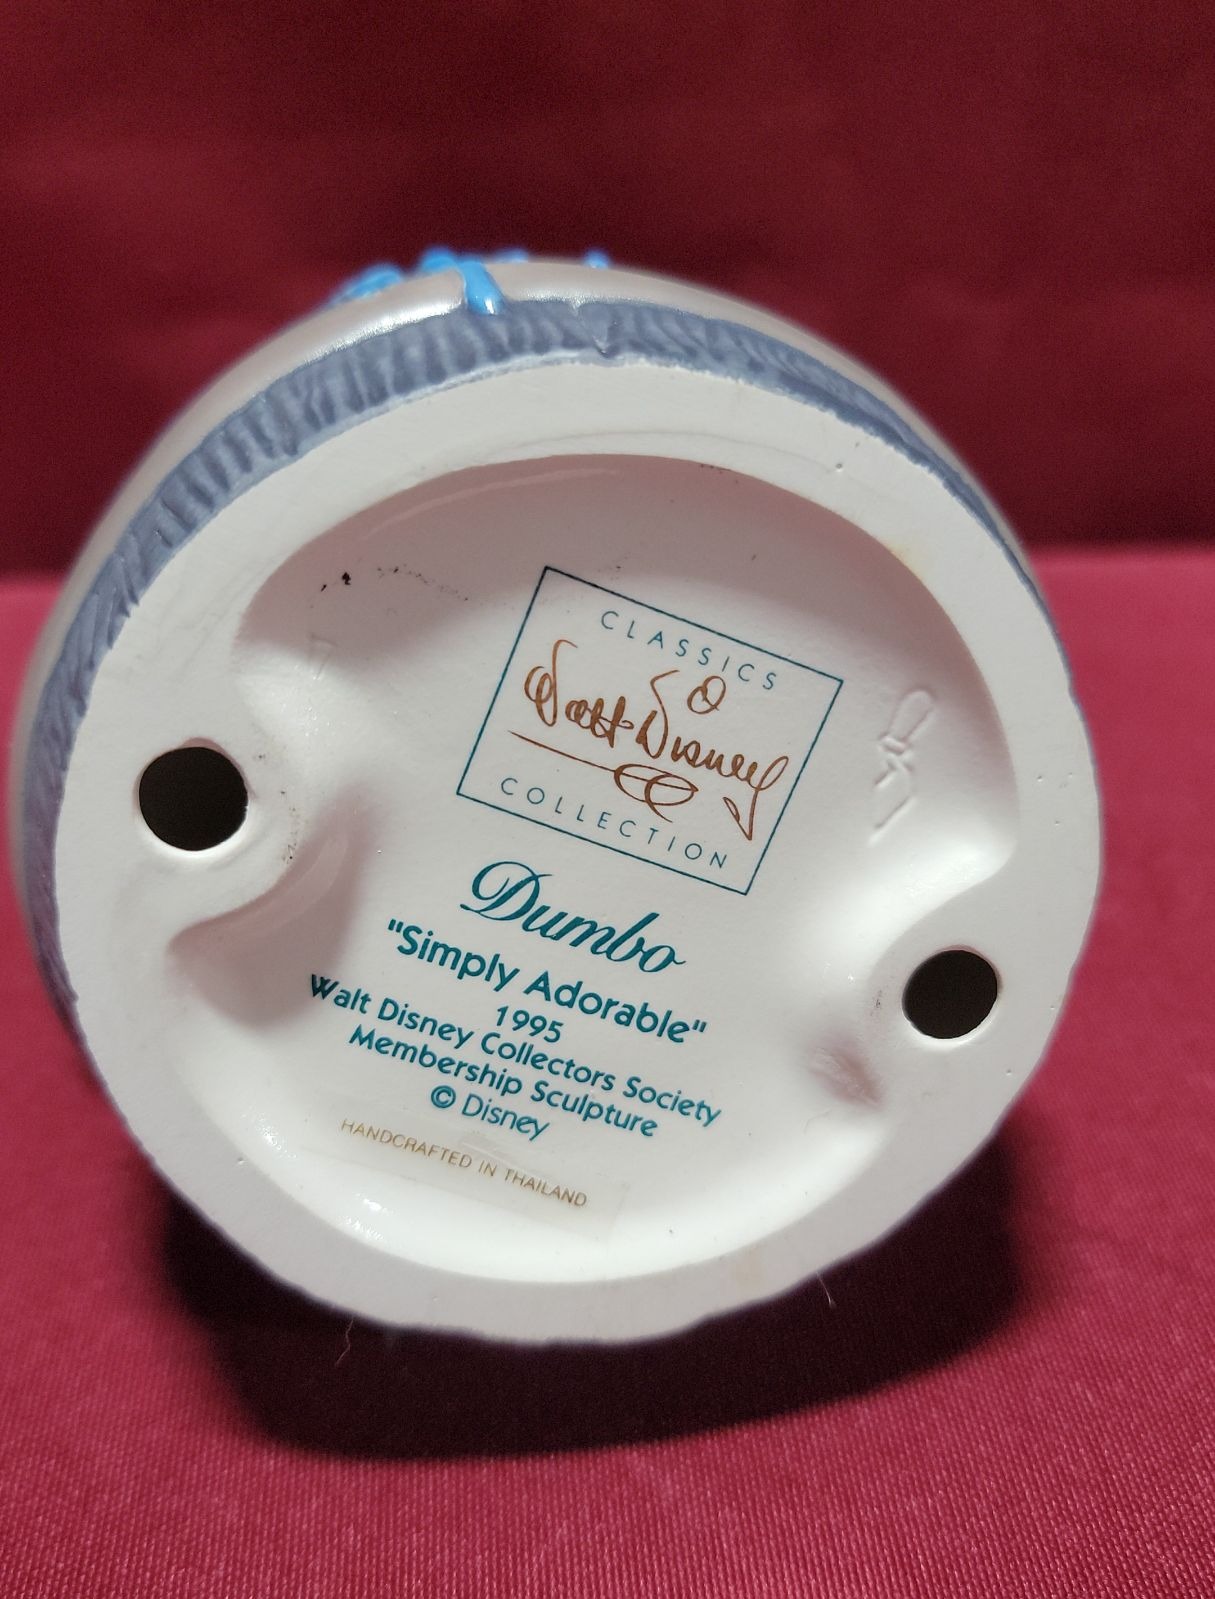 CLASSICS
Walt Disney
COLLECTION
Dumbo
"Simply Adorable"
1995
Walt Disney Collectors Society
Membership Sculpture
© Disney
HANDCRAFTED IN THAILAND